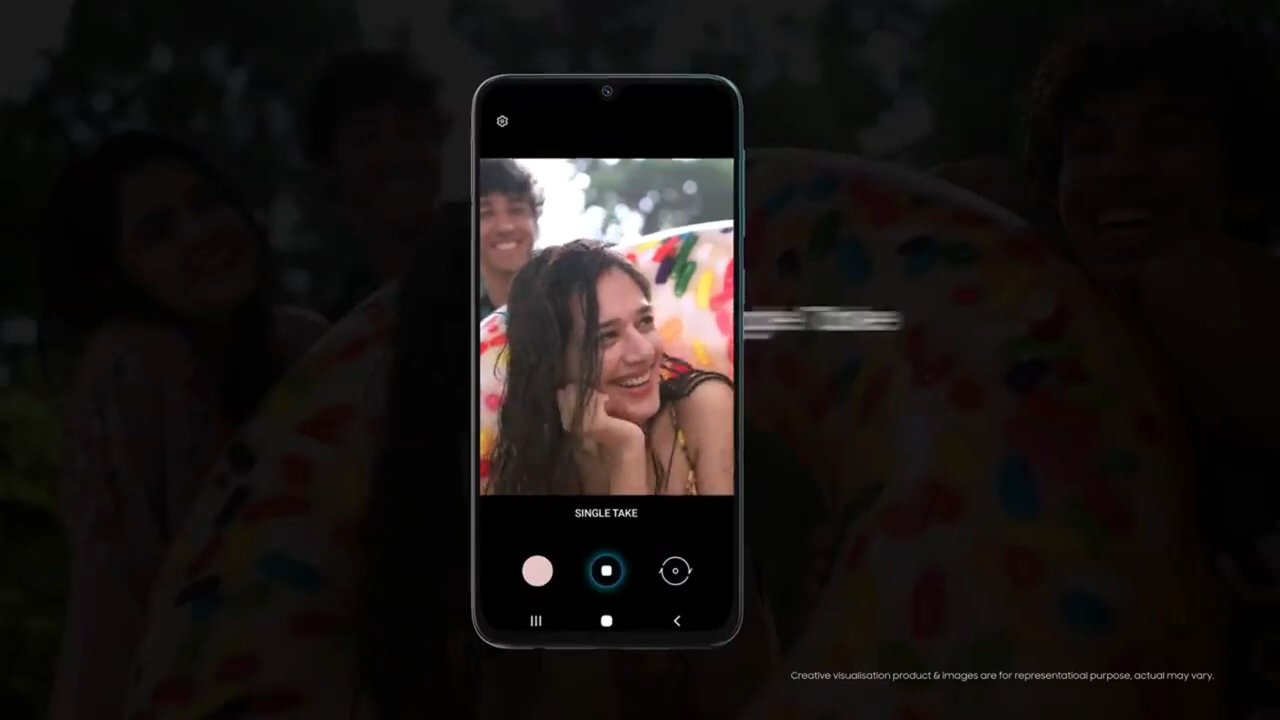 SINGLE TAKE
Creative visualisation product & images are for representatioal purpose, actual may vary.